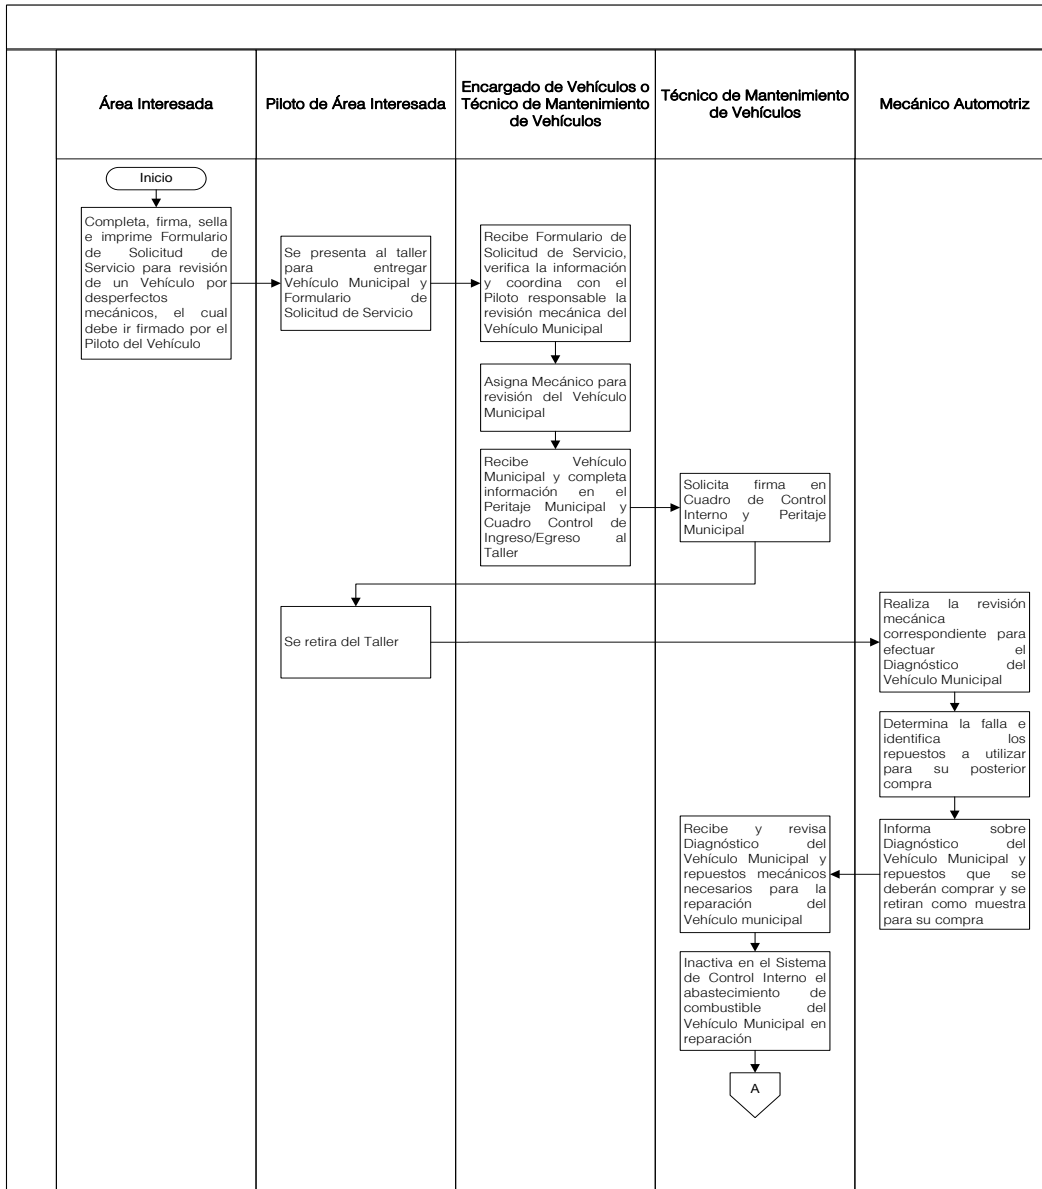 Área Interesada
Piloto de Área Interesada
Encargado de Vehículos o
Técnico de Mantenimiento
de Vehículos
Técnico de Mantenimiento
de Vehículos
Mecánico Automotriz
Inicio
Completa, firma, sella
e imprime Formulario
de Solicitud de
Servicio para revisión
de un Vehículo por
desperfectos
mecánicos, el cual
debe ir firmado por el
Piloto del Vehículo
Se presenta al taller
para entregar
Vehículo Municipal y
Formulario de
Solicitud de Servicio
Recibe Formulario de
Solicitud de Servicio,
verifica la información
y coordina con el
Piloto responsable la
revisión mecánica del
Vehículo Municipal
Asigna Mecánico para
revisión del Vehículo
Municipal
Recibe Vehículo
Municipal y completa
información en el
Peritaje Municipal y
Cuadro Control de
Ingreso/Egreso al
Taller
Solicita firma en
Cuadro de Control
Interno y Peritaje
Municipal
Se retira del Taller
Realiza la revisión
mecánica
correspondiente para
efectuar el
Diagnóstico del
Vehículo Municipal
Determina la falla e
identifica los
repuestos a utilizar
para su posterior
compra
Informa sobre
Diagnóstico del
Vehículo Municipal y
repuestos que se
deberán comprar y se
retiran como muestra
para su compra
Recibe y revisa
Diagnóstico del
Vehículo Municipal y
repuestos mecánicos
necesarios para la
reparación del
Vehículo municipal
Inactiva en el Sistema
de Control Interno el
abastecimiento de
combustible del
Vehículo Municipal en
reparación
A